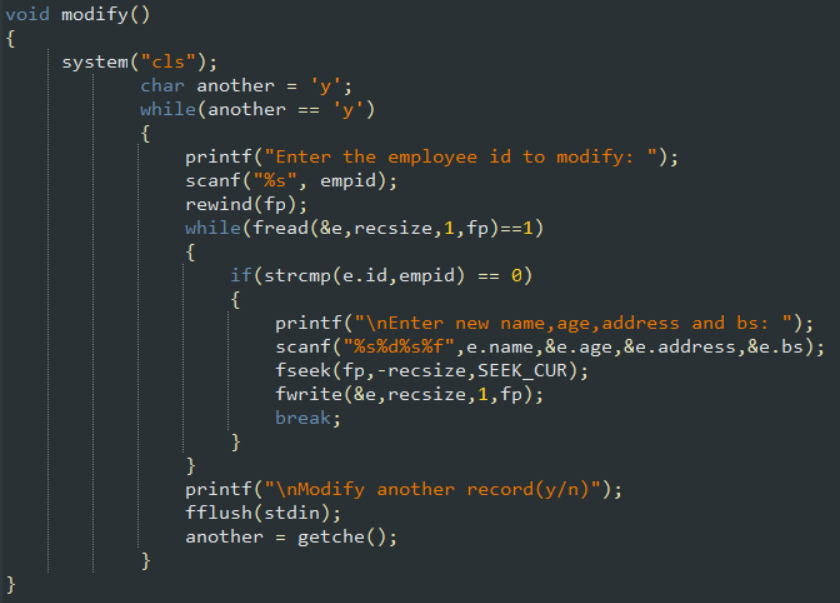 void modify()
{
system("cls");
char another = 'y';
while(another == 'y')
{
printf("Enter the employee id to modify: ");
scanf("%s", empid);
rewind(fp);
while(fread(&e,recsize,1,fp)==1)
{
if(strcmp(e.id,empid) == 0)
{
printf("\nEnter new name,age,address and bs: ");
scanf("%s%d%s%f",e.name,&e.age,&e.address,&e.bs);
fseek(fp,-recsize,SEEK_CUR);
fwrite(&e,recsize,1,fp);
break;
}
}
printf("\nModify another record(y/n)");
fflush(stdin);
another = getche();
}
}